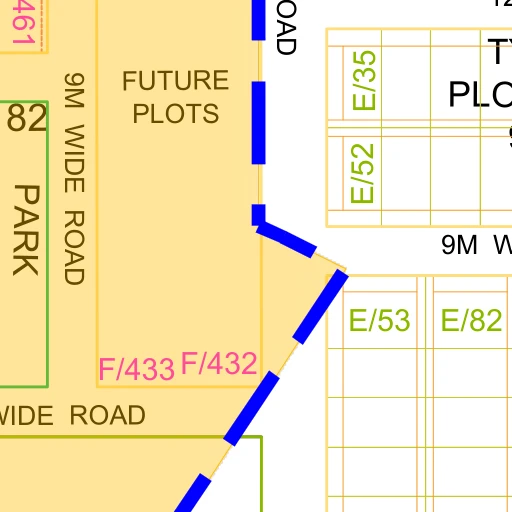 461
OAD
E/35
FUTURE
PLOTS
9M WIDE ROAD
82
PARK
E/52
9M W
E/53
E/82
F/433
F/432
WIDE ROAD